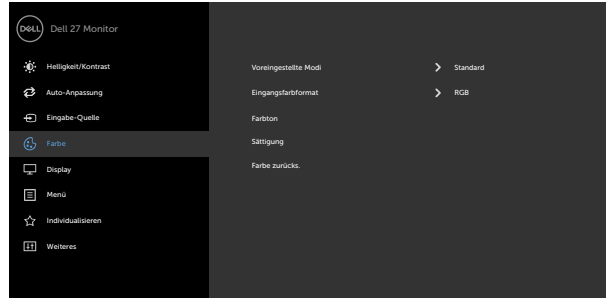 DELL Dell 27 Monitor
Helligkeit/Kontrast
Auto-Anpassung
Eingabe-Quelle
Farbe
Display
Menü
Individualisieren
Weiteres
Voreingestellte Modi Standard
Eingangsfarbformat RGB
Farbton
Sättigung
Farbe zurücks.